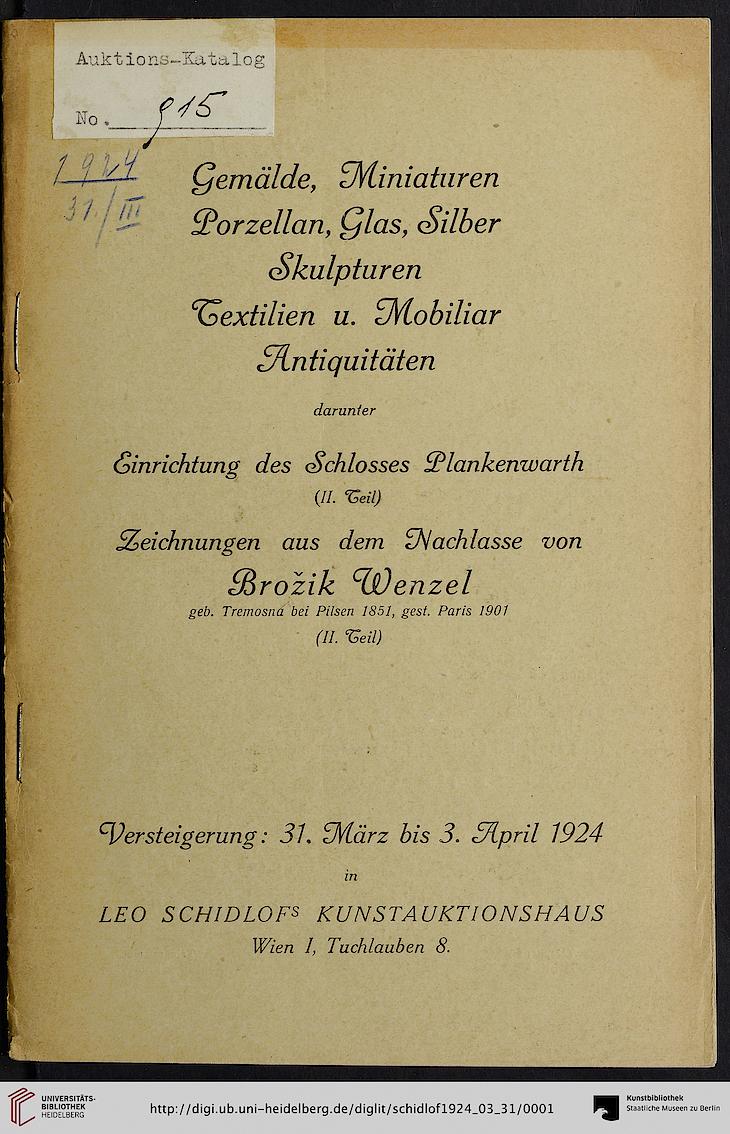 Auktions-Katalog
No. 915
1924
31./III
Gemälde, Miniaturen
Porzellan, Glas, Silber
Skulpturen
Textilien u. Mobiliar
Antiquitäten
darunter
Einrichtung des Schlosses Plankenwarth
(II. Teil)
Zeichnungen aus dem Nachlasse von
Brožik Wenzel
geb. Tremosná bei Pilsen 1851, gest. Paris 1901
(II. Teil)
Versteigerung: 31. März bis 3. April 1924
in
LEO SCHIDLOFS KUNSTAUKTIONSHAUS
Wien I, Tuchlauben 8.
UNIVERSITÄTS-
BIBLIOTHEK
HEIDELBERG
http://digi.ub.uni-heidelberg.de/diglit/schidlof1924_03_31/0001
Kunstbibliothek
Staatliche Museen zu Berlin